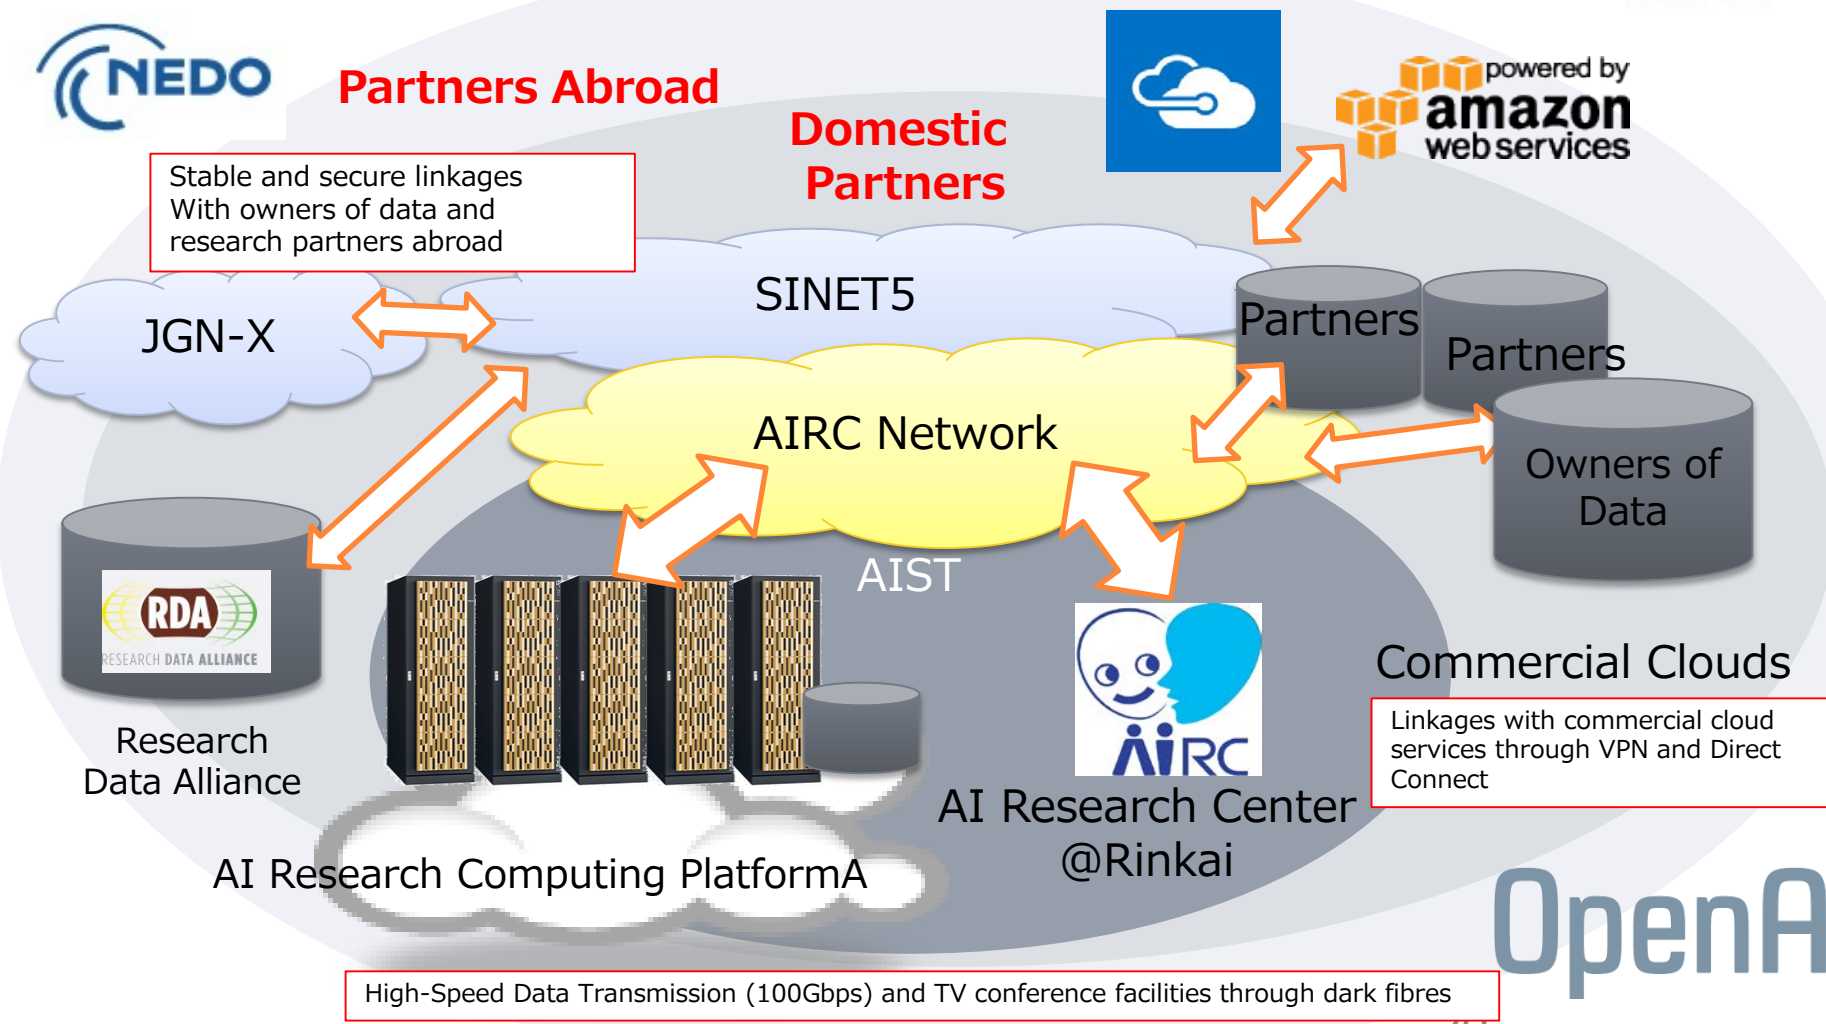 NEDO
Partners Abroad
Domestic
Partners
powered by
amazon
web services
Stable and secure linkages
With owners of data and
research partners abroad
SINET5
JGN-X
Partners
Partners
AIRC Network
Owners of
Data
AIST
RDA
RESEARCH DATA ALLIANCE
Research
Data Alliance
AiRC
Commercial Clouds
Linkages with commercial cloud
services through VPN and Direct
Connect
AI Research Center
@Rinkai
AI Research Computing PlatformA
OpenA
High-Speed Data Transmission (100Gbps) and TV conference facilities through dark fibres